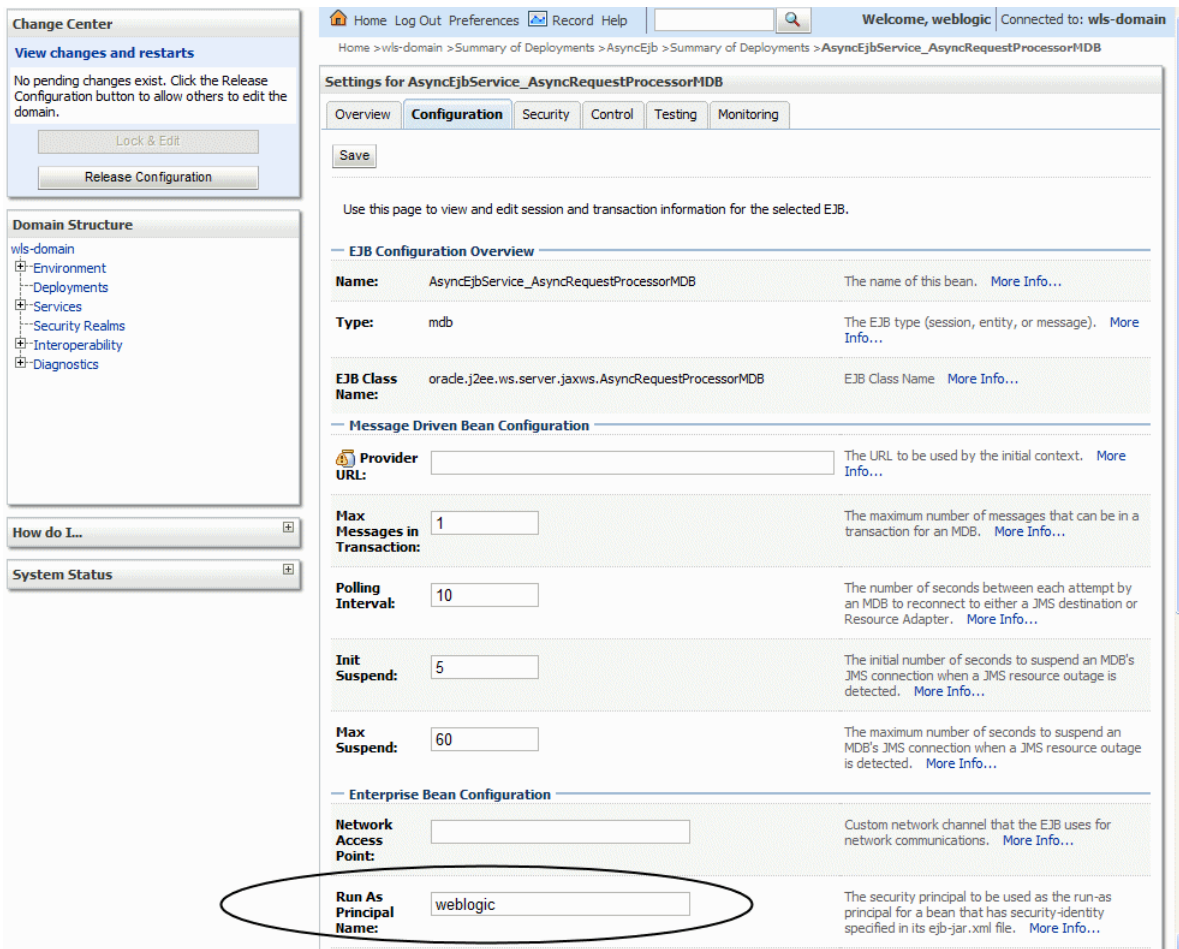 Change Center
View changes and restarts
No pending changes exist. Click the Release
Configuration button to allow others to edit the
domain.
Lock & Edit
Release Configuration
Domain Structure
wls-domain
Environment
Deployments
Services
Security Realms
Interoperability
Diagnostics
How do I...
System Status
Home Log Out Preferences Record Help
Welcome, weblogic Connected to: wls-domain
Home >wls-domain >Summary of Deployments >AsyncEjb >Summary of Deployments >AsyncEjbService_AsyncRequestProcessorMDB
Settings for AsyncEjbService_AsyncRequestProcessorMDB
Overview Configuration Security Control Testing Monitoring
Save
Use this page to view and edit session and transaction information for the selected EJB.
EJB Configuration Overview
Name: AsyncEjbService_AsyncRequestProcessorMDB The name of this bean. More Info...
Type: mdb The EJB type (session, entity, or message). More
Info...
EJB Class oracle.j2ee.ws.server.jaxws.AsyncRequestProcessorMDB EJB Class Name More Info...
Name:
Message Driven Bean Configuration
Provider The URL to be used by the initial context. More
URL: Info...
Max The maximum number of messages that can be in a
Messages in 1 transaction for an MDB. More Info...
Transaction:
Polling The number of seconds between each attempt by
Interval: 10 an MDB to reconnect to either a JMS destination or
Resource Adapter. More Info...
Init The initial number of seconds to suspend an MDB's
Suspend: 5 JMS connection when a JMS resource outage is
detected. More Info...
Max The maximum number of seconds to suspend an
Suspend: 60 MDB's JMS connection when a JMS resource outage
is detected. More Info...
Enterprise Bean Configuration
Network Custom network channel that the EJB uses for
Access network communications. More Info...
Point:
Run As The security principal to be used as the run-as
Principal weblogic principal for a bean that has security-identity
Name: specified in its ejb-jar.xml file. More Info...